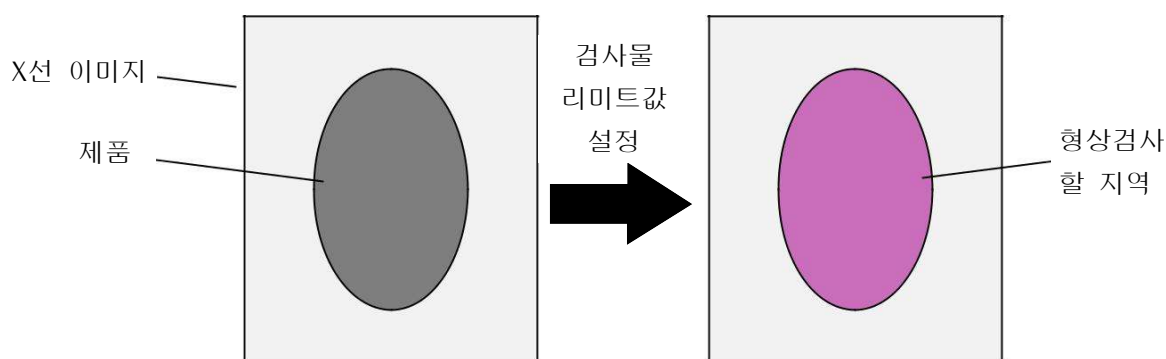 X선 이미지
제품
검사물
리미트값
설정
형상검사
할 지역